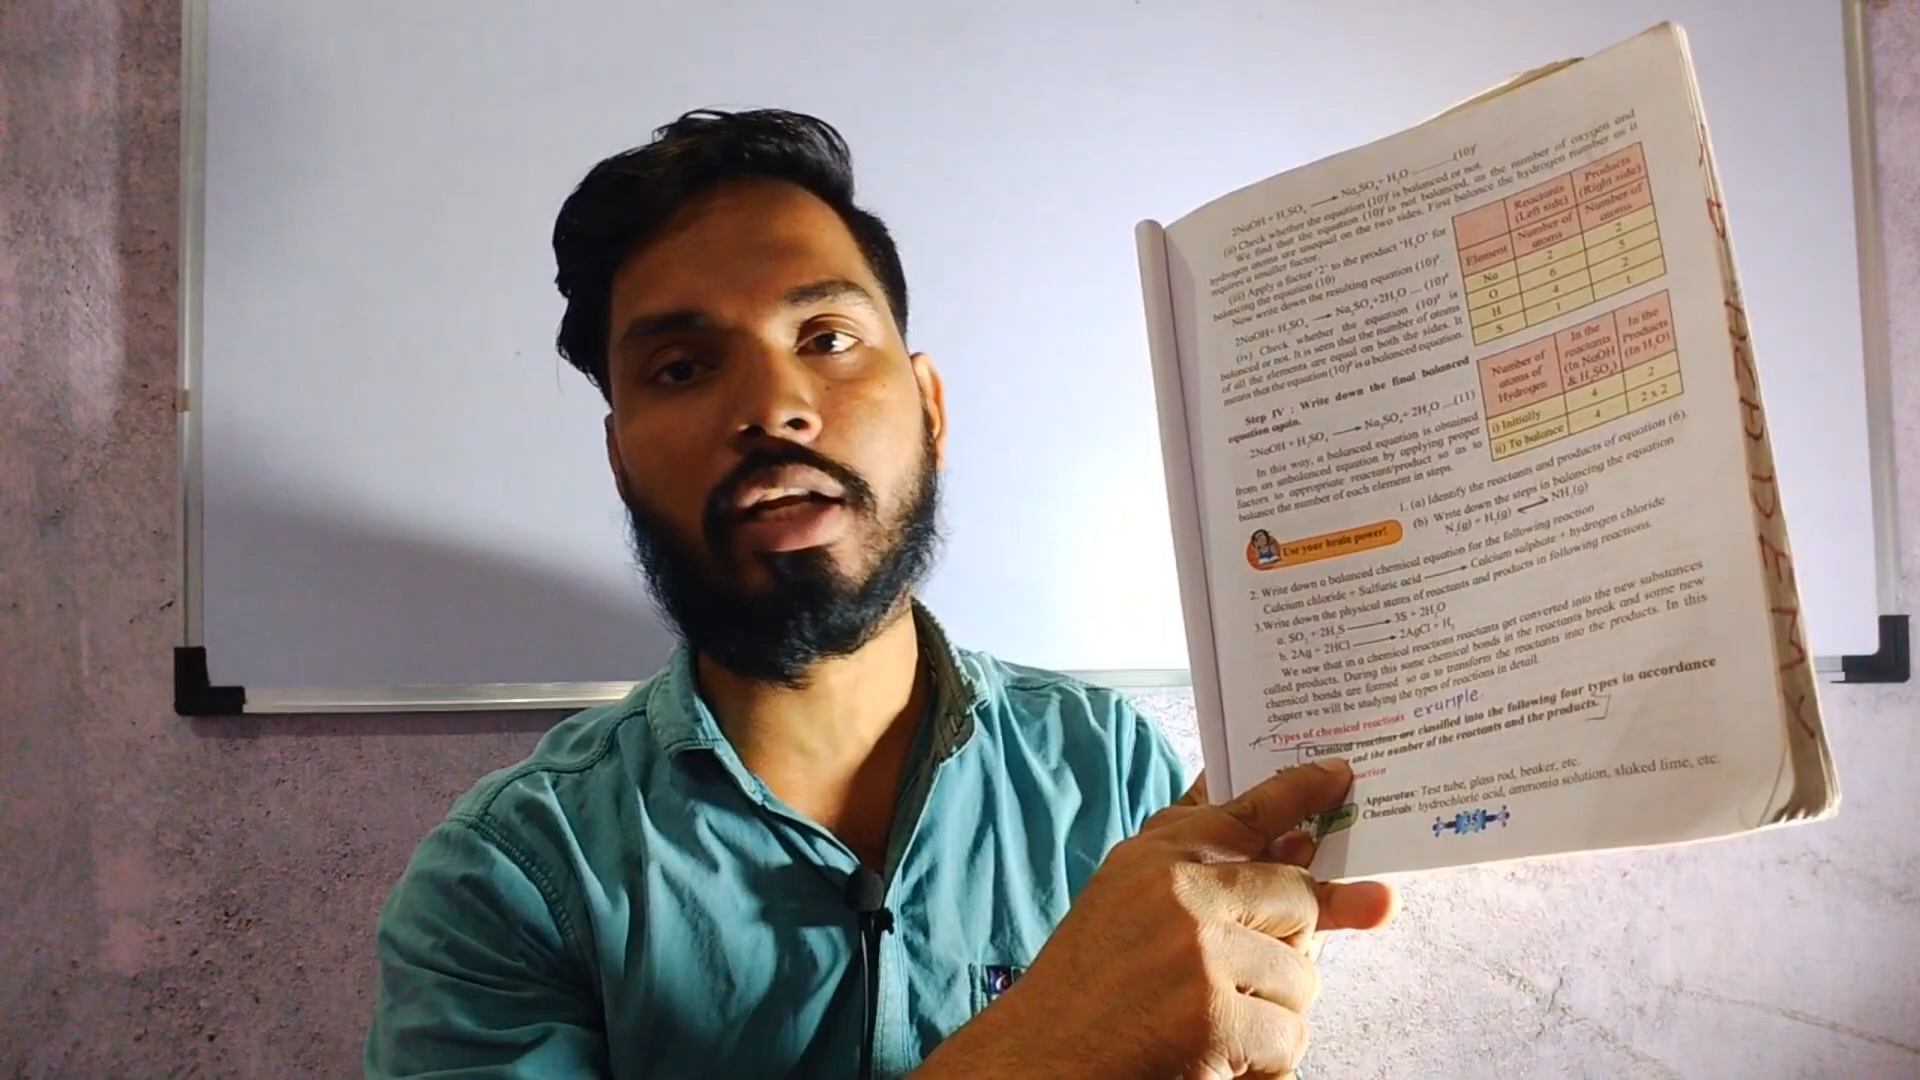 2NaOH + H₂SO₄ ⟶ Na₂SO₄ + H₂O ..........(10)'
(ii) Check whether the equation (10)' is balanced or not.
We find that the equation (10)' is not balanced, as the number of oxygen and
hydrogen atoms are unequal on the two sides. First balance the hydrogen number as it
requires a smaller factor.
(iii) Apply a factor '2' to the product 'H₂O' for
balancing the equation (10)
Now write down the resulting equation (10)"
2NaOH + H₂SO₄ ⟶ Na₂SO₄+2H₂O .... (10)"
(iv) Check whether the equation (10)" is
balanced or not. It is seen that the number of atoms
of all the elements are equal on both the sides. It
means that the equation (10)" is a balanced equation.
Step IV : Write down the final balanced
equation again.
2NaOH + H₂SO₄ ⟶ Na₂SO₄+ 2H₂O ....(11)
In this way, a balanced equation is obtained
from an unbalanced equation by applying proper
factors to appropriate reactant/product so as to
balance the number of each element in steps.
Reactants Products
(Left side) (Right side)
Element Number of Number of
atoms atoms
Na 2 2
O 6 5
H 4 2
S 1 1
Number of In the In the
atoms of reactants Products
Hydrogen (In NaOH (In H₂O)
& H₂SO₄)
i) Initially 4 2
ii) To balance 4 2 x 2
Use your brain power!
1. (a) Identify the reactants and products of equation (6).
(b) Write down the steps in balancing the equation
N₂(g) + H₂(g) ⇌ NH₃(g)
2. Write down a balanced chemical equation for the following reaction
Calcium chloride + Sulfuric acid ⟶ Calcium sulphate + hydrogen chloride
3.Write down the physical states of reactants and products in following reactions.
a. SO₂ + 2H₂S ⟶ 3S + 2H₂O
b. 2Ag + 2HCl ⟶ 2AgCl + H₂
We saw that in a chemical reactions reactants get converted into the new substances
called products. During this some chemical bonds in the reactants break and some new
chemical bonds are formed so as to transform the reactants into the products. In this
chapter we will be studying the types of reactions in detail.
Types of chemical reactions example.
Chemical reactions are classified into the following four types in accordance
and the number of the reactants and the products.
reaction
Apparatus: Test tube, glass rod, beaker, etc.
Chemicals: hydrochloric acid, ammonia solution, slaked lime, etc.
35
ACADEMY